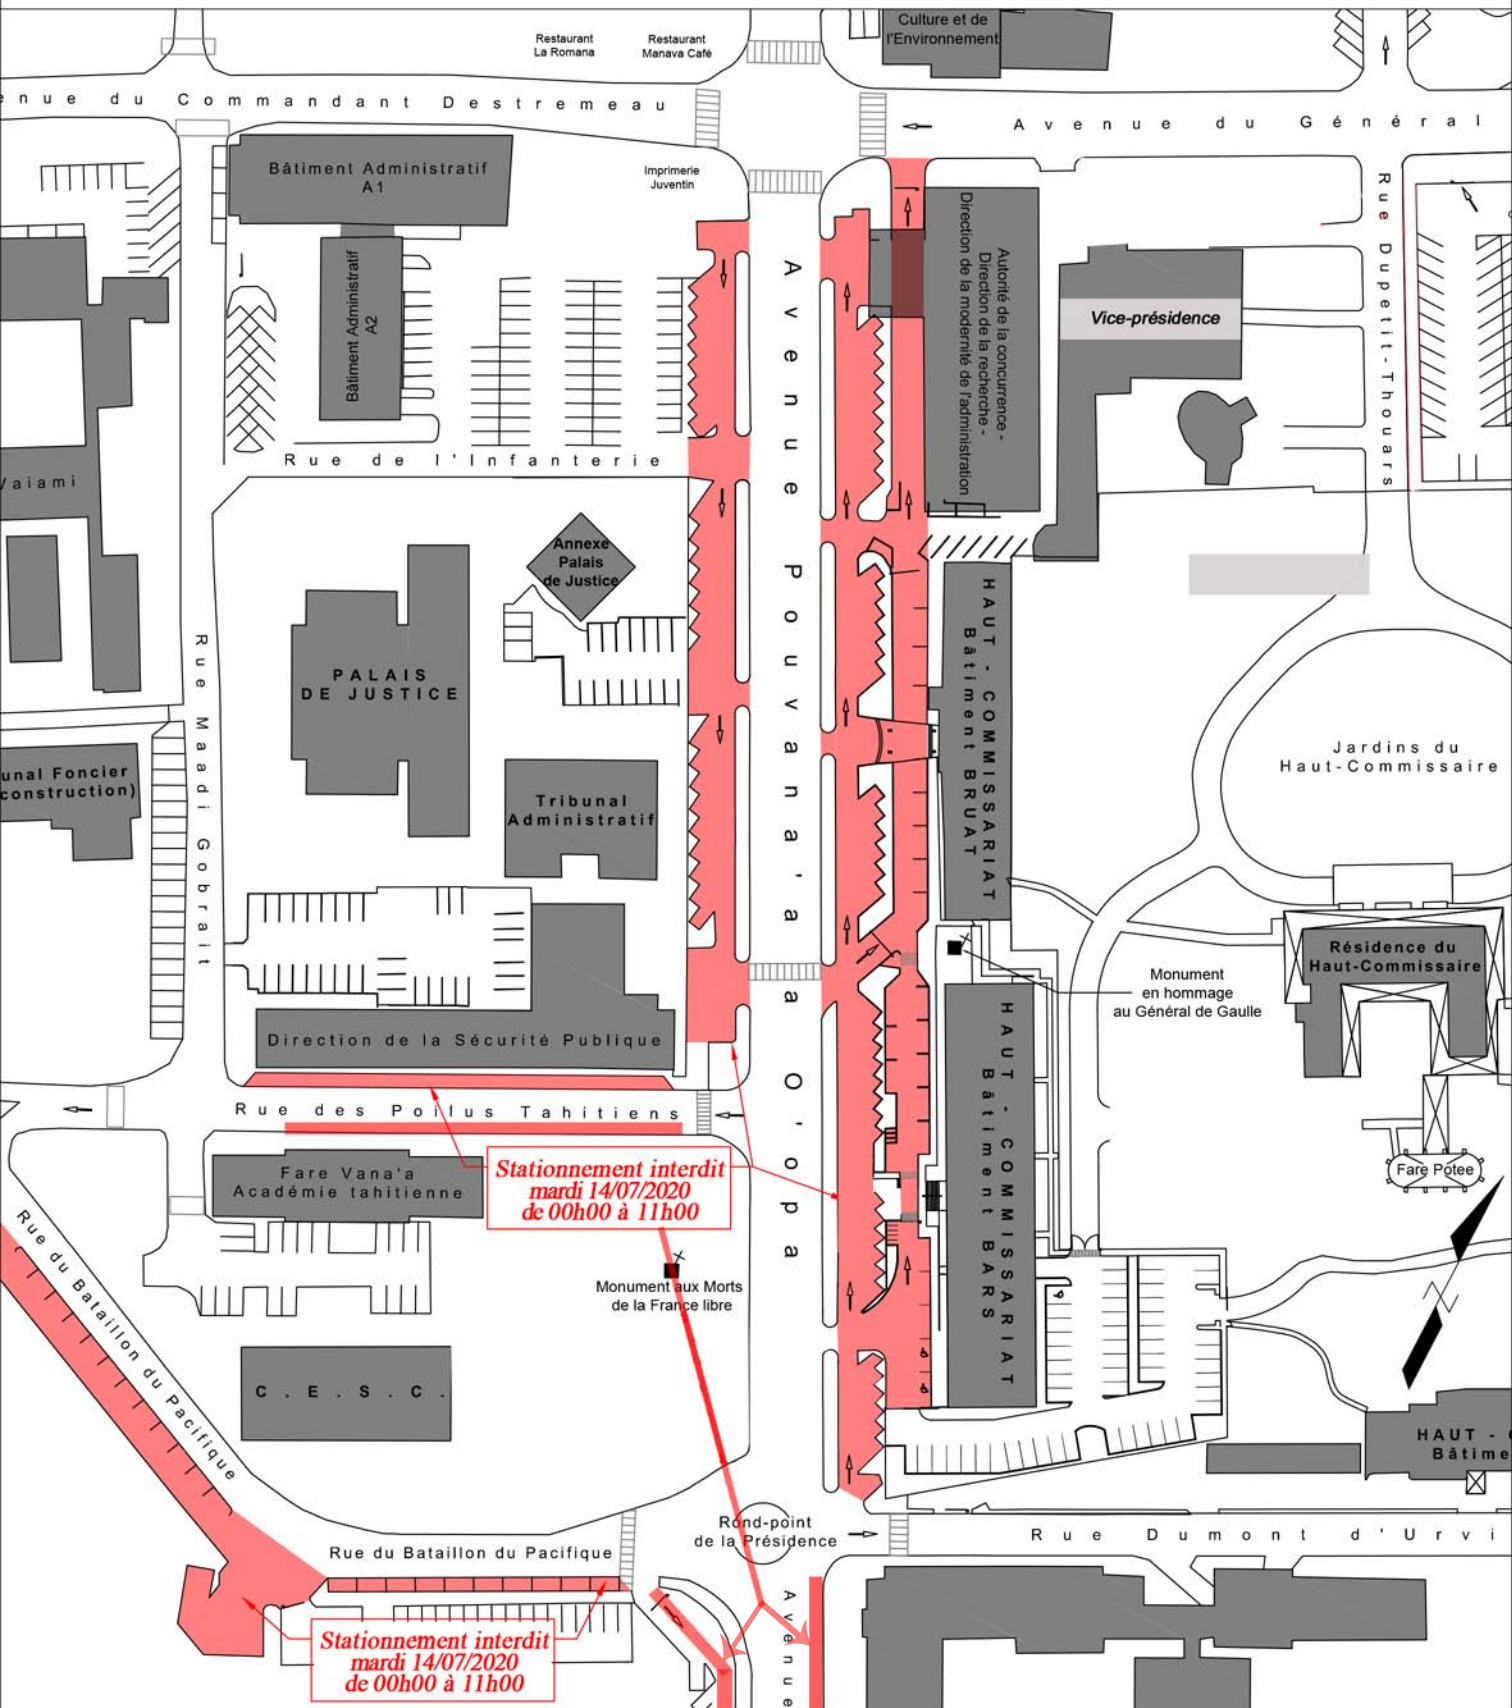 Culture et de
l'Environnement
Restaurant
La Romana
Restaurant
Manava Café
enue du Commandant Destremeau
Avenue du Général
Bâtiment Administratif
A1
Imprimerie
Juventin
Bâtiment Administratif
A2
Autorité de la concurrence -
Direction de la recherche -
Direction de la modernité de l'administration
Vice-présidence
Rue Dupetit-Thouars
Avenue Pouvana'a a O'opa
Rue de l'Infanterie
Vaiami
Annexe
Palais
de Justice
PALAIS
DE JUSTICE
Rue Maadi Gobrait
HAUT - COMMISSARIAT
Bâtiment BRUAT
Jardins du
Haut-Commissaire
unal Foncier
construction)
Tribunal
Administratif
Résidence du
Haut-Commissaire
Monument
en hommage
au Général de Gaulle
Direction de la Sécurité Publique
HAUT - COMMISSARIAT
Bâtiment BARS
Rue des Poilus Tahitiens
Stationnement interdit
mardi 14/07/2020
de 00h00 à 11h00
Fare Vana'a
Académie tahitienne
Fare Potee
Rue du Bataillon du Pacifique
Monument aux Morts
de la France libre
C.E.S.C.
HAUT -
Bâtime
Rond-point
de la Présidence
Rue Dumont d'Urvi
Rue du Bataillon du Pacifique
Stationnement interdit
mardi 14/07/2020
de 00h00 à 11h00
Avenue